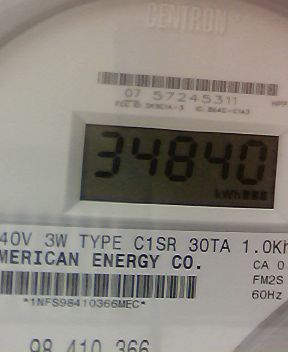 CENTRON®
07 57245311
34840
kWh
40V 3W TYPE C1SR 30TA 1.0Kh
MERICAN ENERGY CO.
CA 0
FM2S
*1NFS98410366MEC*
60Hz
98 410 366